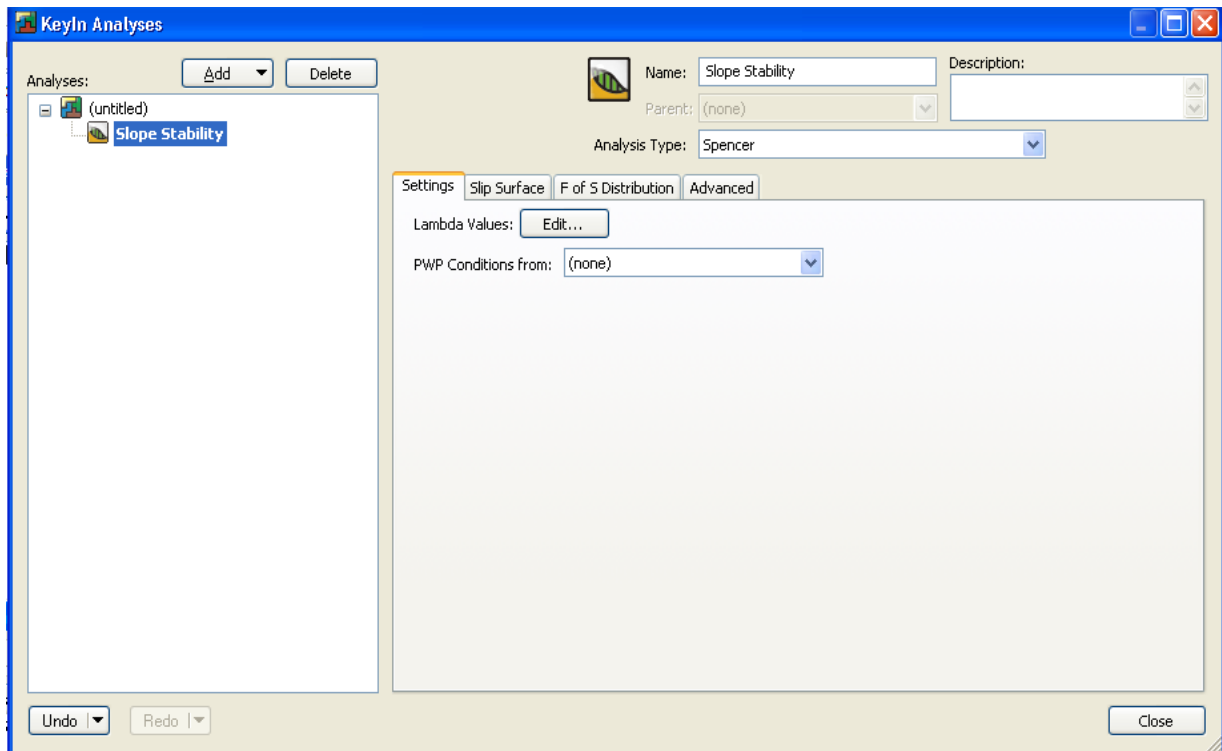 KeyIn Analyses
Analyses:
Add
Delete
(untitled)
Slope Stability
Name: Slope Stability
Description:
Parent: (none)
Analysis Type: Spencer
Settings Slip Surface F of S Distribution Advanced
Lambda Values: Edit...
PWP Conditions from: (none)
Undo
Redo
Close